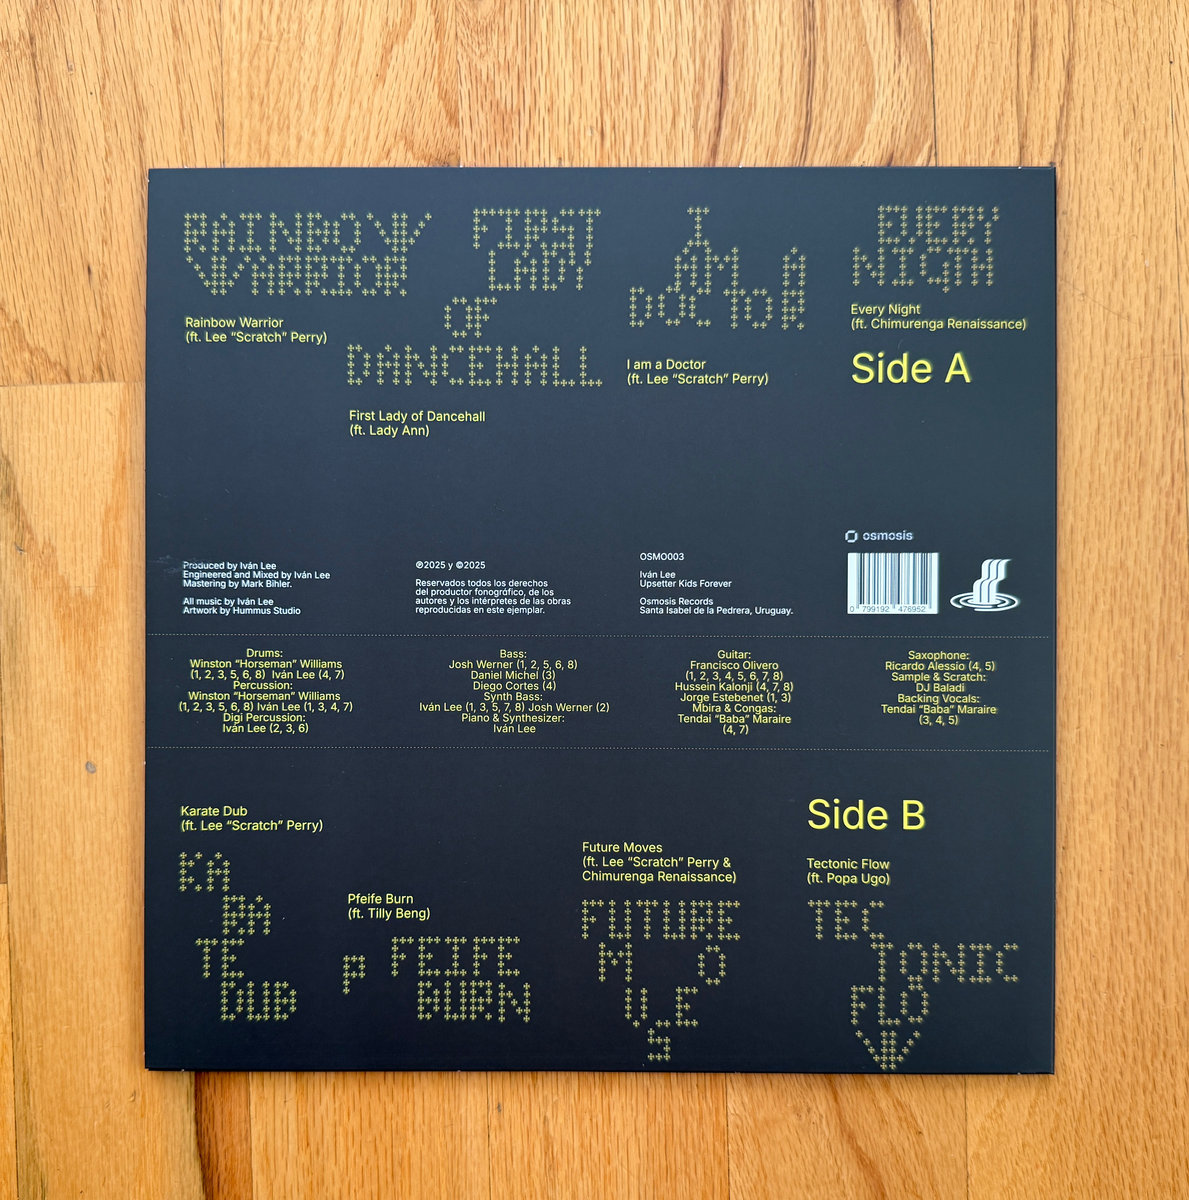 RAINBOW
WARRIOR
Rainbow Warrior
(ft. Lee “Scratch” Perry)
FIRST
LADY
OF
DANCEHALL
First Lady of Dancehall
(ft. Lady Ann)
I
AM A
DOCTOR
I am a Doctor
(ft. Lee “Scratch” Perry)
EVERY
NIGTH
Every Night
(ft. Chimurenga Renaissance)
Side A
Produced by Iván Lee
Engineered and Mixed by Iván Lee
Mastering by Mark Bihler.
All music by Iván Lee
Artwork by Hummus Studio
℗2025 y ©2025
Reservados todos los derechos
del productor fonográfico, de los
autores y los intérpretes de las obras
reproducidas en este ejemplar.
OSMO003
Iván Lee
Upsetter Kids Forever
Osmosis Records
Santa Isabel de la Pedrera, Uruguay.
osmosis
0 799192 476952
Drums:
Winston “Horseman” Williams
(1, 2, 3, 5, 6, 8) Iván Lee (4, 7)
Percussion:
Winston “Horseman” Williams
(1, 2, 3, 5, 6, 8) Iván Lee (1, 3, 4, 7)
Digi Percussion:
Iván Lee (2, 3, 6)
Bass:
Josh Werner (1, 2, 5, 6, 8)
Daniel Michel (3)
Diego Cortes (4)
Synth Bass:
Iván Lee (1, 3, 5, 7, 8) Josh Werner (2)
Piano & Synthesizer:
Iván Lee
Guitar:
Francisco Olivero
(1, 2, 3, 4, 5, 6, 7, 8)
Hussein Kalonji (4, 7, 8)
Jorge Estebenet (1, 3)
Mbira & Congas:
Tendai “Baba” Maraire
(4, 7)
Saxophone:
Ricardo Alessio (4, 5)
Sample & Scratch:
DJ Baladi
Backing Vocals:
Tendai “Baba” Maraire
(3, 4, 5)
Karate Dub
(ft. Lee “Scratch” Perry)
KA
RA
TE
DUB
Pfeife Burn
(ft. Tilly Beng)
P FEIFE
BURN
Future Moves
(ft. Lee “Scratch” Perry &
Chimurenga Renaissance)
FUTURE
M O
V E
S
Side B
Tectonic Flow
(ft. Popa Ugo)
TEC
TONIC
FLO
W